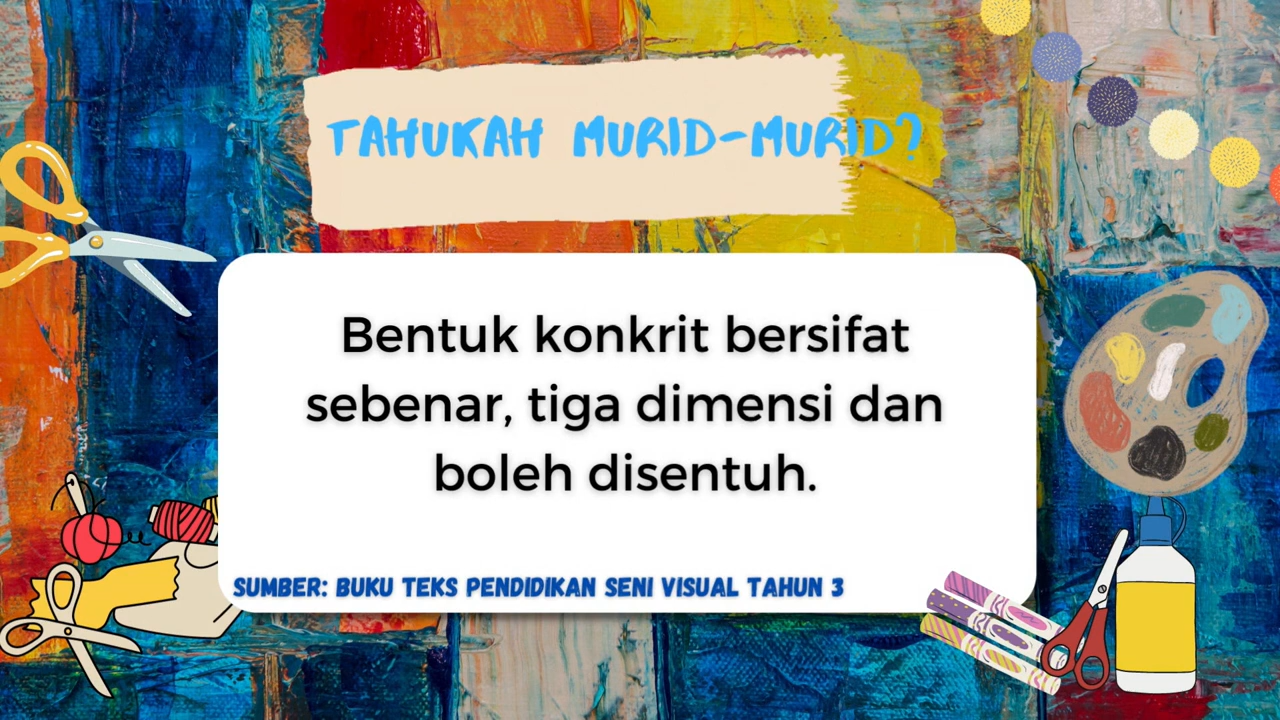 TAHUKAH MURID-MURID?
Bentuk konkrit bersifat
sebenar, tiga dimensi dan
boleh disentuh.
SUMBER: BUKU TEKS PENDIDIKAN SENI VISUAL TAHUN 3